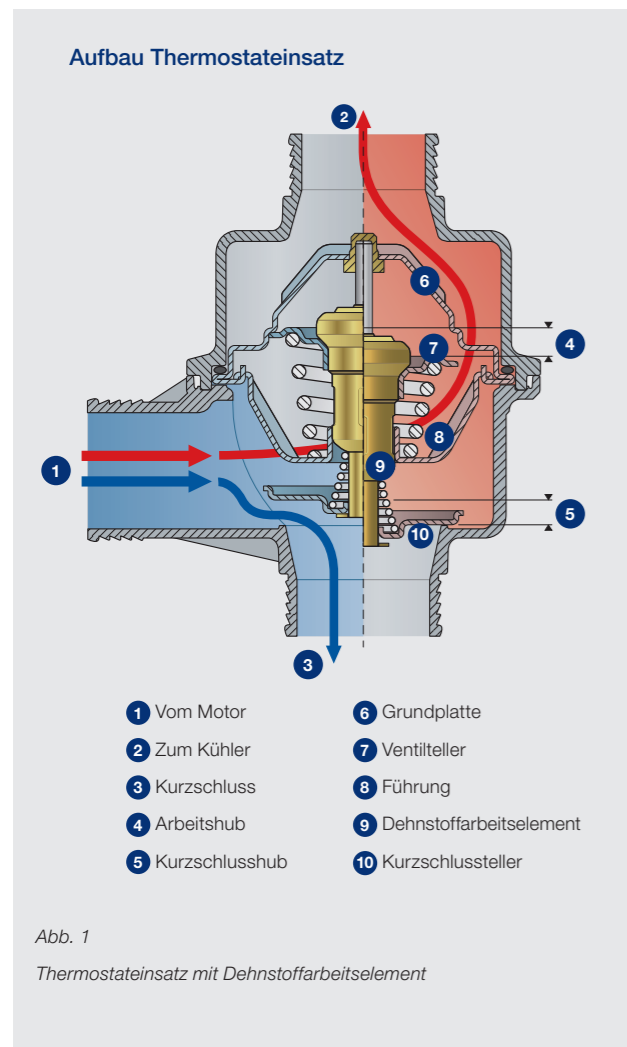 Aufbau Thermostateinsatz
2
6
4
7
8
1
9
5
10
3
1 Vom Motor
2 Zum Kühler
3 Kurzschluss
4 Arbeitshub
5 Kurzschlusshub
6 Grundplatte
7 Ventilteller
8 Führung
9 Dehnstoffarbeitselement
10 Kurzschlussteller
Abb. 1
Thermostateinsatz mit Dehnstoffarbeitselement